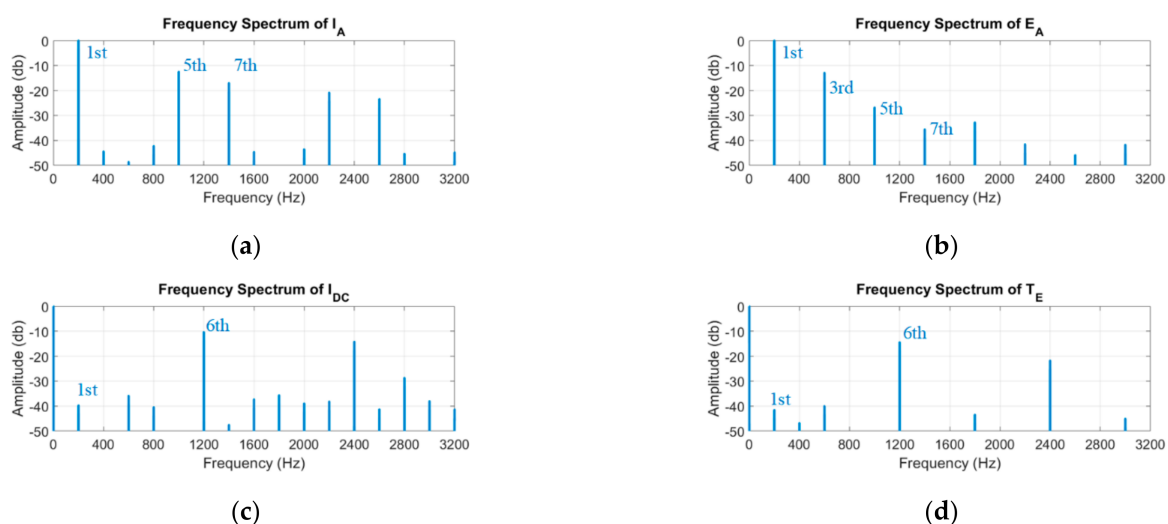 Frequency Spectrum of I_A
0
-10
-20
-30
-40
-50
Amplitude (db)
1st
5th
7th
0 400 800 1200 1600 2000 2400 2800 3200
Frequency (Hz)
(a)
Frequency Spectrum of E_A
0
-10
-20
-30
-40
-50
Amplitude (db)
1st
3rd
5th
7th
0 400 800 1200 1600 2000 2400 2800 3200
Frequency (Hz)
(b)
Frequency Spectrum of I_DC
0
-10
-20
-30
-40
-50
Amplitude (db)
1st
6th
0 400 800 1200 1600 2000 2400 2800 3200
Frequency (Hz)
(c)
Frequency Spectrum of T_E
0
-10
-20
-30
-40
-50
Amplitude (db)
1st
6th
0 400 800 1200 1600 2000 2400 2800 3200
Frequency (Hz)
(d)